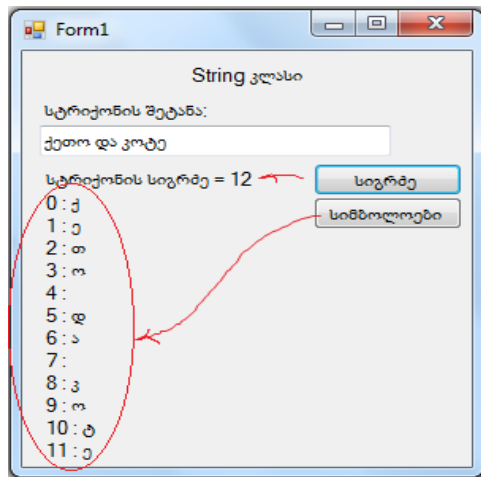 Form1
String კლასი
სტრიქონის შეტანა:
ქეთო და კოტე
სტრიქონის სიგრძე = 12
სიგრძე
0 : ქ
სიმბოლოები
1 : ე
2 : თ
3 : ო
4 :
5 : დ
6 : ა
7 :
8 : კ
9 : ო
10 : ტ
11 : ე